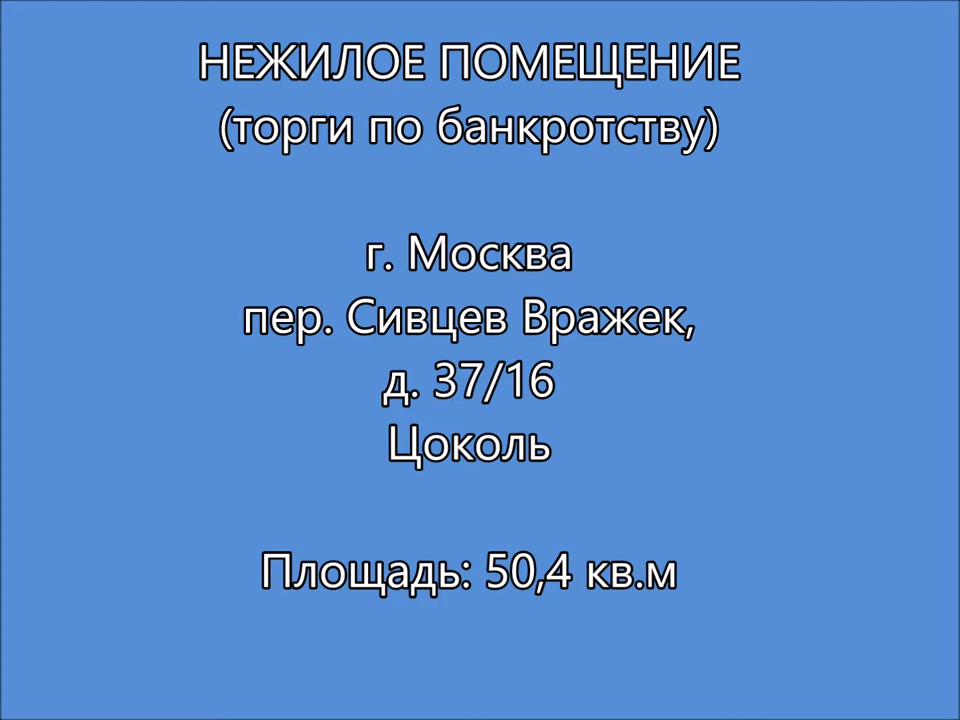 НЕЖИЛОЕ ПОМЕЩЕНИЕ
(торги по банкротству)
г. Москва
пер. Сивцев Вражек,
д. 37/16
Цоколь
Площадь: 50,4 кв.м